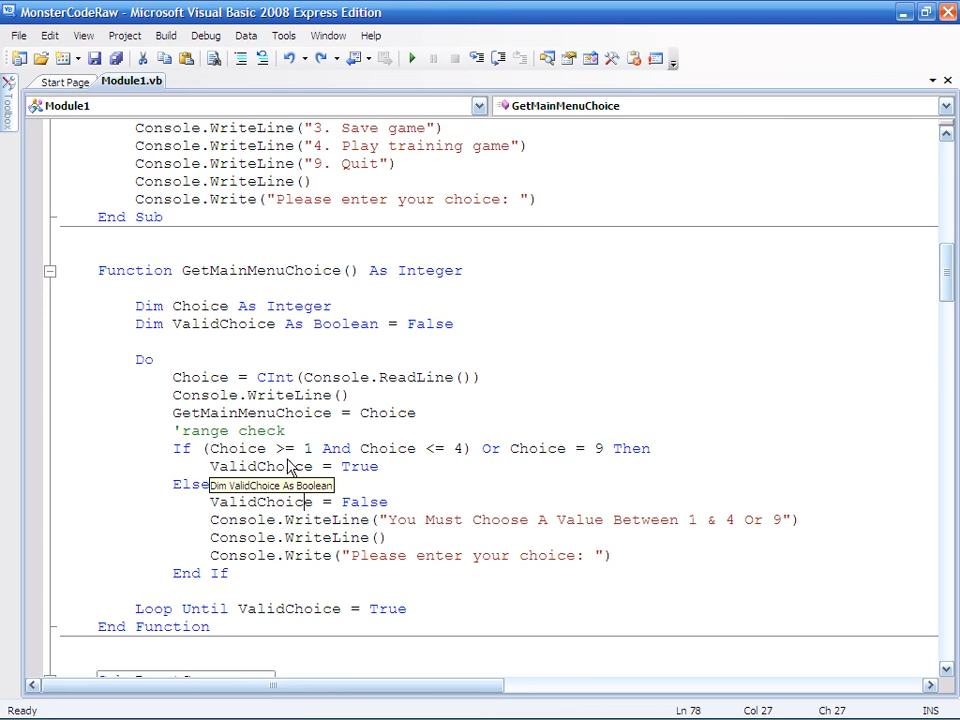 MonsterCodeRaw - Microsoft Visual Basic 2008 Express Edition
File Edit View Project Build Debug Data Tools Window Help
Start Page Module1.vb
Toolbox
Module1 GetMainMenuChoice
Console.WriteLine("3. Save game")
Console.WriteLine("4. Play training game")
Console.WriteLine("9. Quit")
Console.WriteLine()
Console.Write("Please enter your choice: ")
End Sub
Function GetMainMenuChoice() As Integer
Dim Choice As Integer
Dim ValidChoice As Boolean = False
Do
Choice = CInt(Console.ReadLine())
Console.WriteLine()
GetMainMenuChoice = Choice
'range check
If (Choice >= 1 And Choice <= 4) Or Choice = 9 Then
ValidChoice = True
Else Dim ValidChoice As Boolean
ValidChoice = False
Console.WriteLine("You Must Choose A Value Between 1 & 4 Or 9")
Console.WriteLine()
Console.Write("Please enter your choice: ")
End If
Loop Until ValidChoice = True
End Function
Ready Ln 78 Col 27 Ch 27 INS